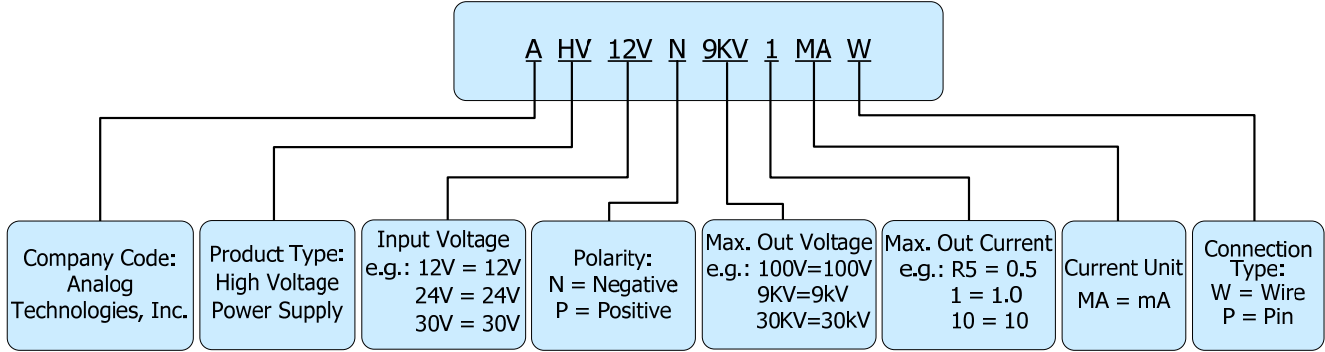 A HV 12V N 9KV 1 MA W
Company Code:
Analog
Technologies, Inc.
Product Type:
High Voltage
Power Supply
Input Voltage
e.g.: 12V = 12V
24V = 24V
30V = 30V
Polarity:
N = Negative
P = Positive
Max. Out Voltage
e.g.: 100V=100V
9KV=9kV
30KV=30kV
Max. Out Current
e.g.: R5 = 0.5
1 = 1.0
10 = 10
Current Unit
MA = mA
Connection
Type:
W = Wire
P = Pin